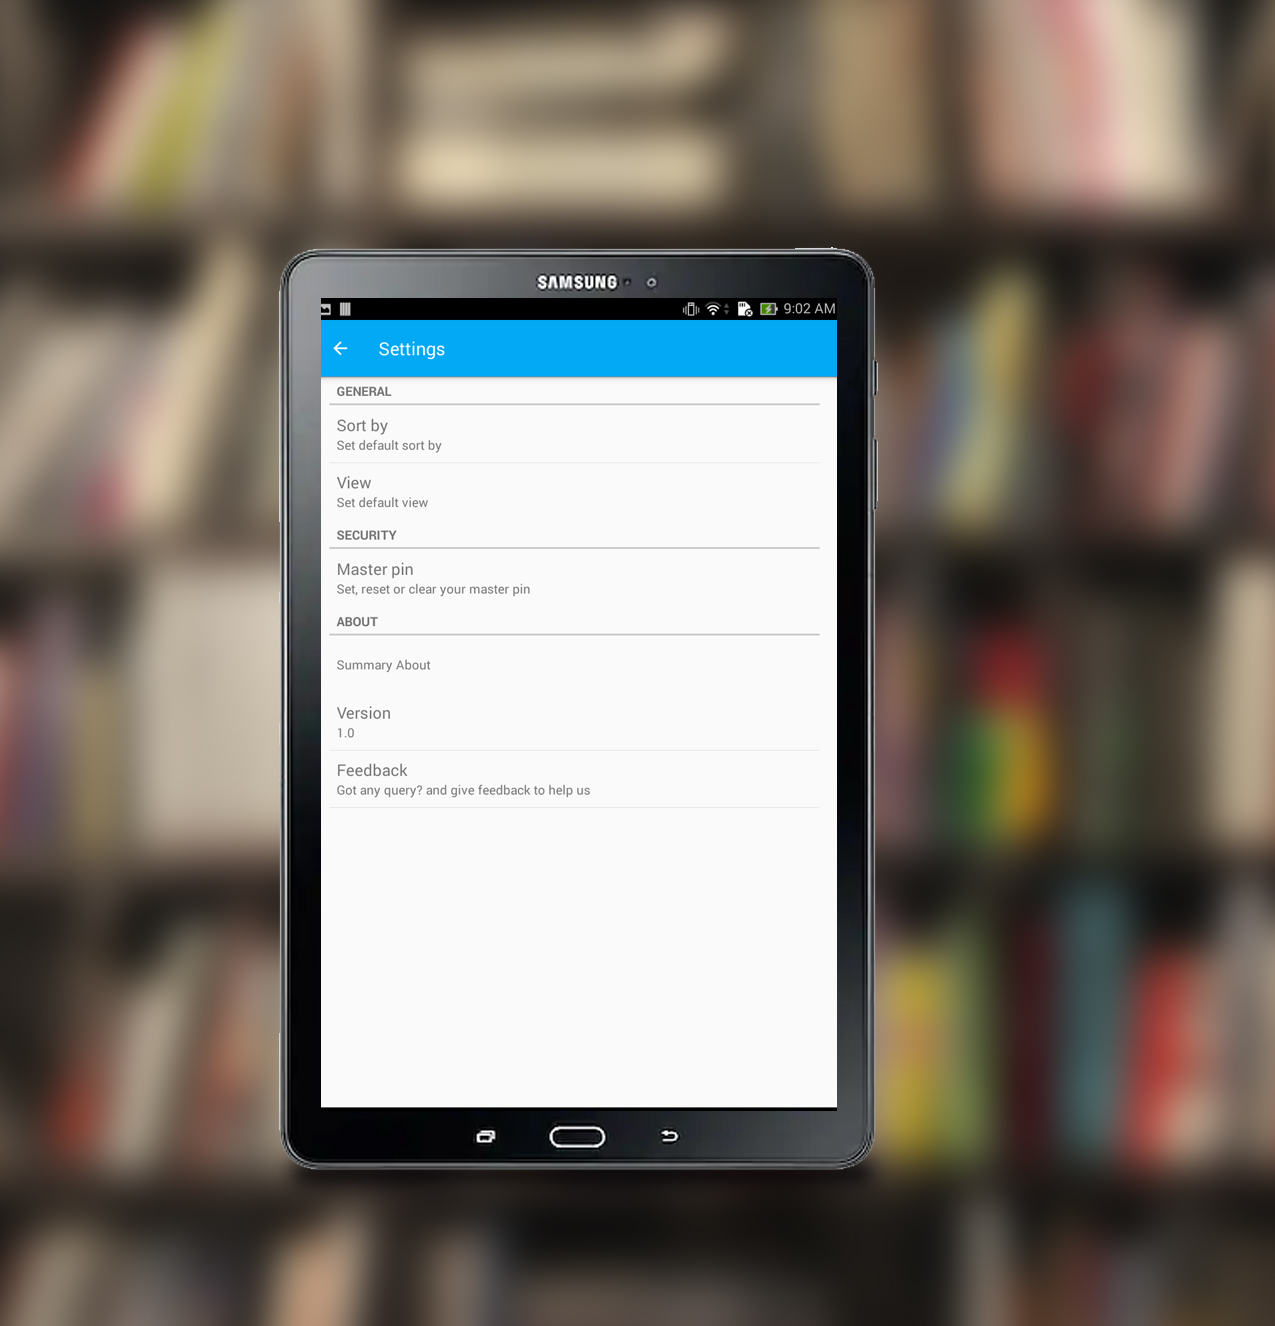 SAMSUNG
9:02 AM
Settings
GENERAL
Sort by
Set default sort by
View
Set default view
SECURITY
Master pin
Set, reset or clear your master pin
ABOUT
Summary About
Version
1.0
Feedback
Got any query? and give feedback to help us